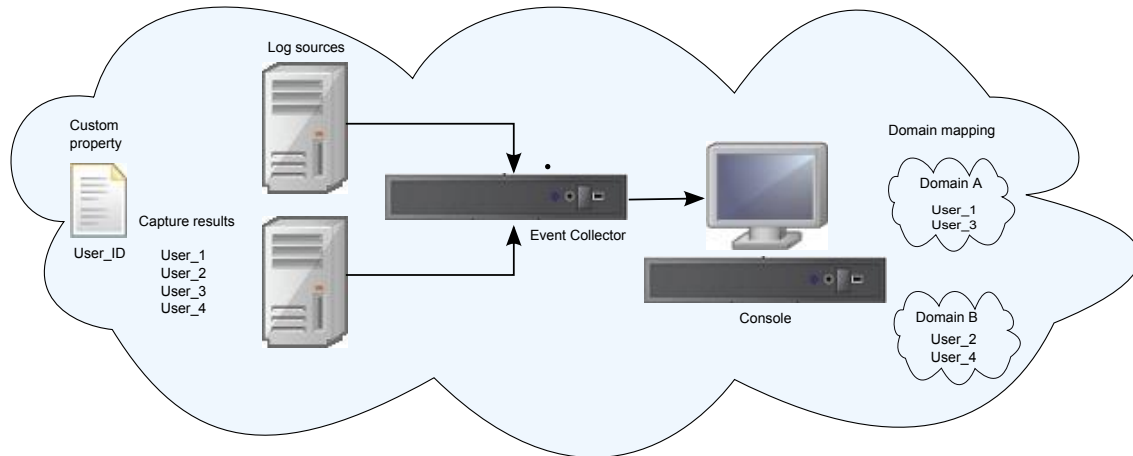 Log sources
Custom
property
User_ID
Capture results
User_1
User_2
User_3
User_4
Event Collector
Console
Domain mapping
Domain A
User_1
User_3
Domain B
User_2
User_4